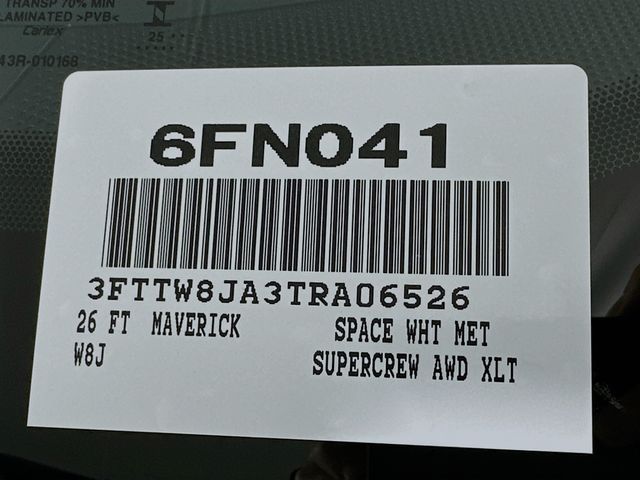 TRANSP 70% MIN
LAMINATED >PVB<
Carlex
25
43R-010168
6FN041
3FTTW8JA3TRA06526
26 FT MAVERICK SPACE WHT MET
W8J SUPERCREW AWD XLT